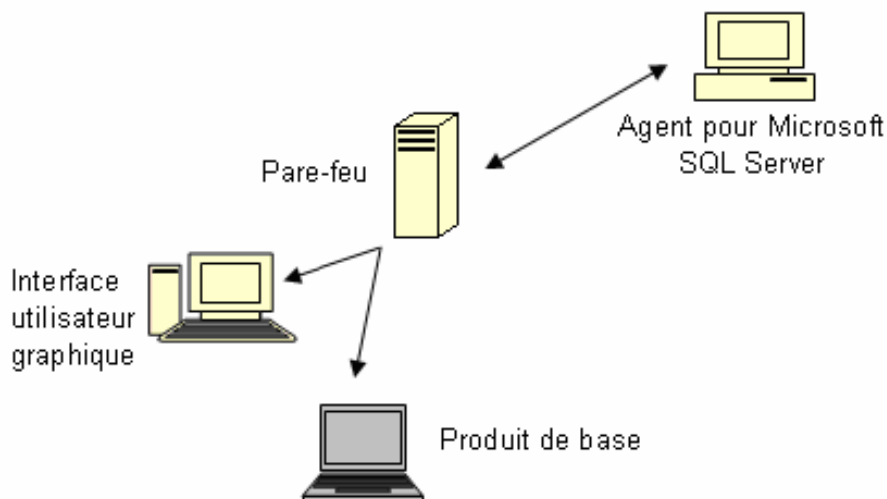 Agent pour Microsoft
SQL Server
Pare-feu
Interface
utilisateur
graphique
Produit de base